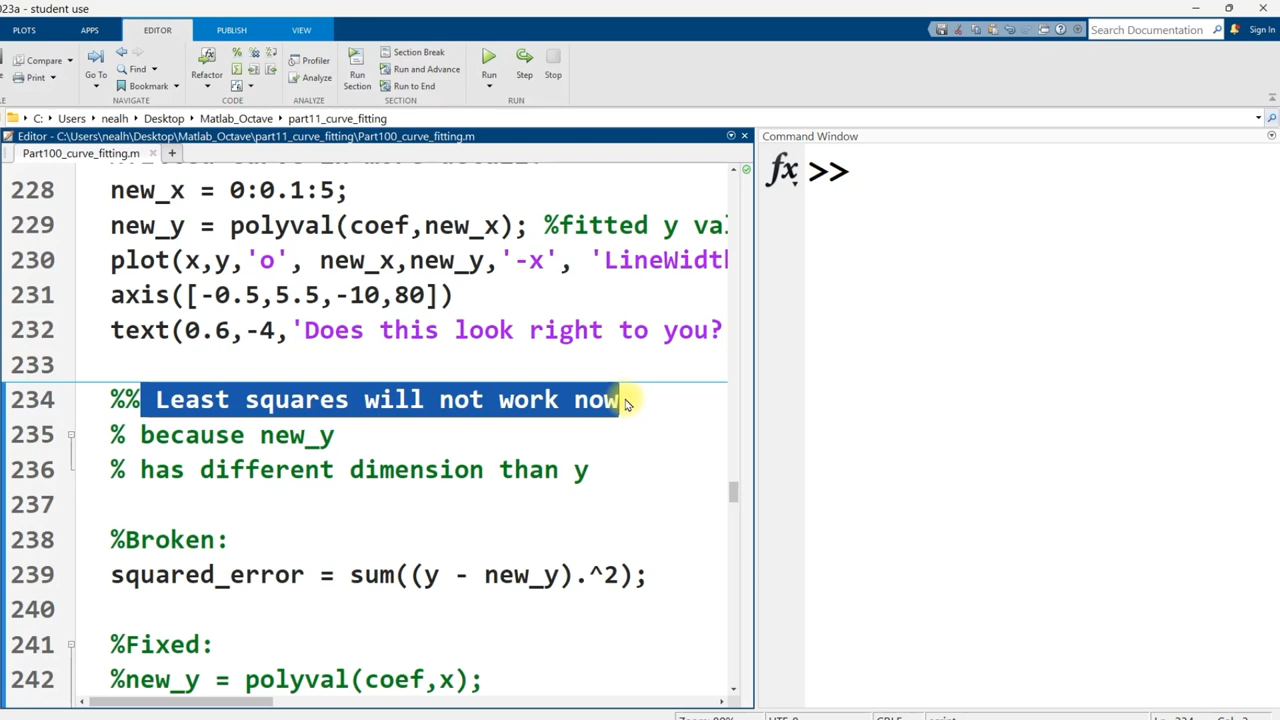 023a - student use
PLOTS APPS EDITOR PUBLISH VIEW
Search Documentation Sign In
Compare Go To Find Refactor Profiler Run Section Section Break Run Step Stop
Print Bookmark Analyze Run and Advance
Run to End
NAVIGATE CODE ANALYZE SECTION RUN
C: Users nealh Desktop Matlab_Octave part11_curve_fitting
Editor - C:\Users\nealh\Desktop\Matlab_Octave\part11_curve_fitting\Part100_curve_fitting.m
Command Window
Part100_curve_fitting.m
fx >>
228 new_x = 0:0.1:5;
229 new_y = polyval(coef,new_x); %fitted y val
230 plot(x,y,'o', new_x,new_y,'-x', 'LineWidth
231 axis([-0.5,5.5,-10,80])
232 text(0.6,-4,'Does this look right to you?
233
234 %% Least squares will not work now
235 % because new_y
236 % has different dimension than y
237
238 %Broken:
239 squared_error = sum((y - new_y).^2);
240
241 %Fixed:
242 %new_y = polyval(coef,x);